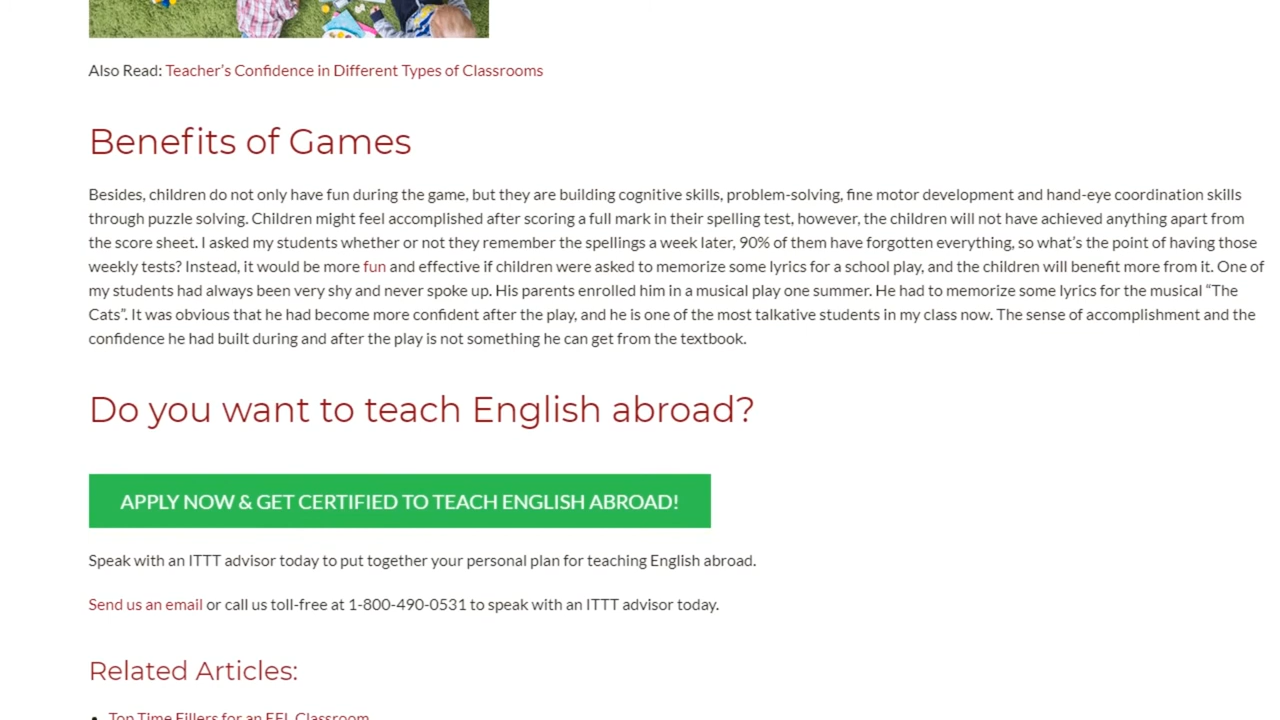 Also Read: Teacher’s Confidence in Different Types of Classrooms
Benefits of Games
Besides, children do not only have fun during the game, but they are building cognitive skills, problem-solving, fine motor development and hand-eye coordination skills
through puzzle solving. Children might feel accomplished after scoring a full mark in their spelling test, however, the children will not have achieved anything apart from
the score sheet. I asked my students whether or not they remember the spellings a week later, 90% of them have forgotten everything, so what’s the point of having those
weekly tests? Instead, it would be more fun and effective if children were asked to memorize some lyrics for a school play, and the children will benefit more from it. One of
my students had always been very shy and never spoke up. His parents enrolled him in a musical play one summer. He had to memorize some lyrics for the musical “The
Cats”. It was obvious that he had become more confident after the play, and he is one of the most talkative students in my class now. The sense of accomplishment and the
confidence he had built during and after the play is not something he can get from the textbook.
Do you want to teach English abroad?
APPLY NOW & GET CERTIFIED TO TEACH ENGLISH ABROAD!
Speak with an ITTT advisor today to put together your personal plan for teaching English abroad.
Send us an email or call us toll-free at 1-800-490-0531 to speak with an ITTT advisor today.
Related Articles:
• Top Time Fillers for an EFL Classroom